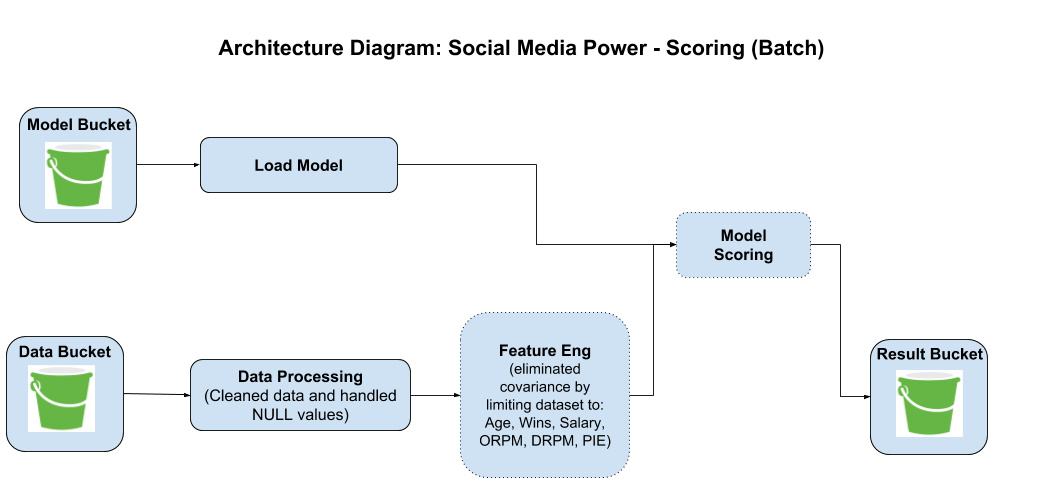 Architecture Diagram: Social Media Power - Scoring (Batch)
Model Bucket
Load Model
Model
Scoring
Data Bucket
Data Processing
(Cleaned data and handled
NULL values)
Feature Eng
(eliminated
covariance by
limiting dataset to:
Age, Wins, Salary,
ORPM, DRPM, PIE)
Result Bucket